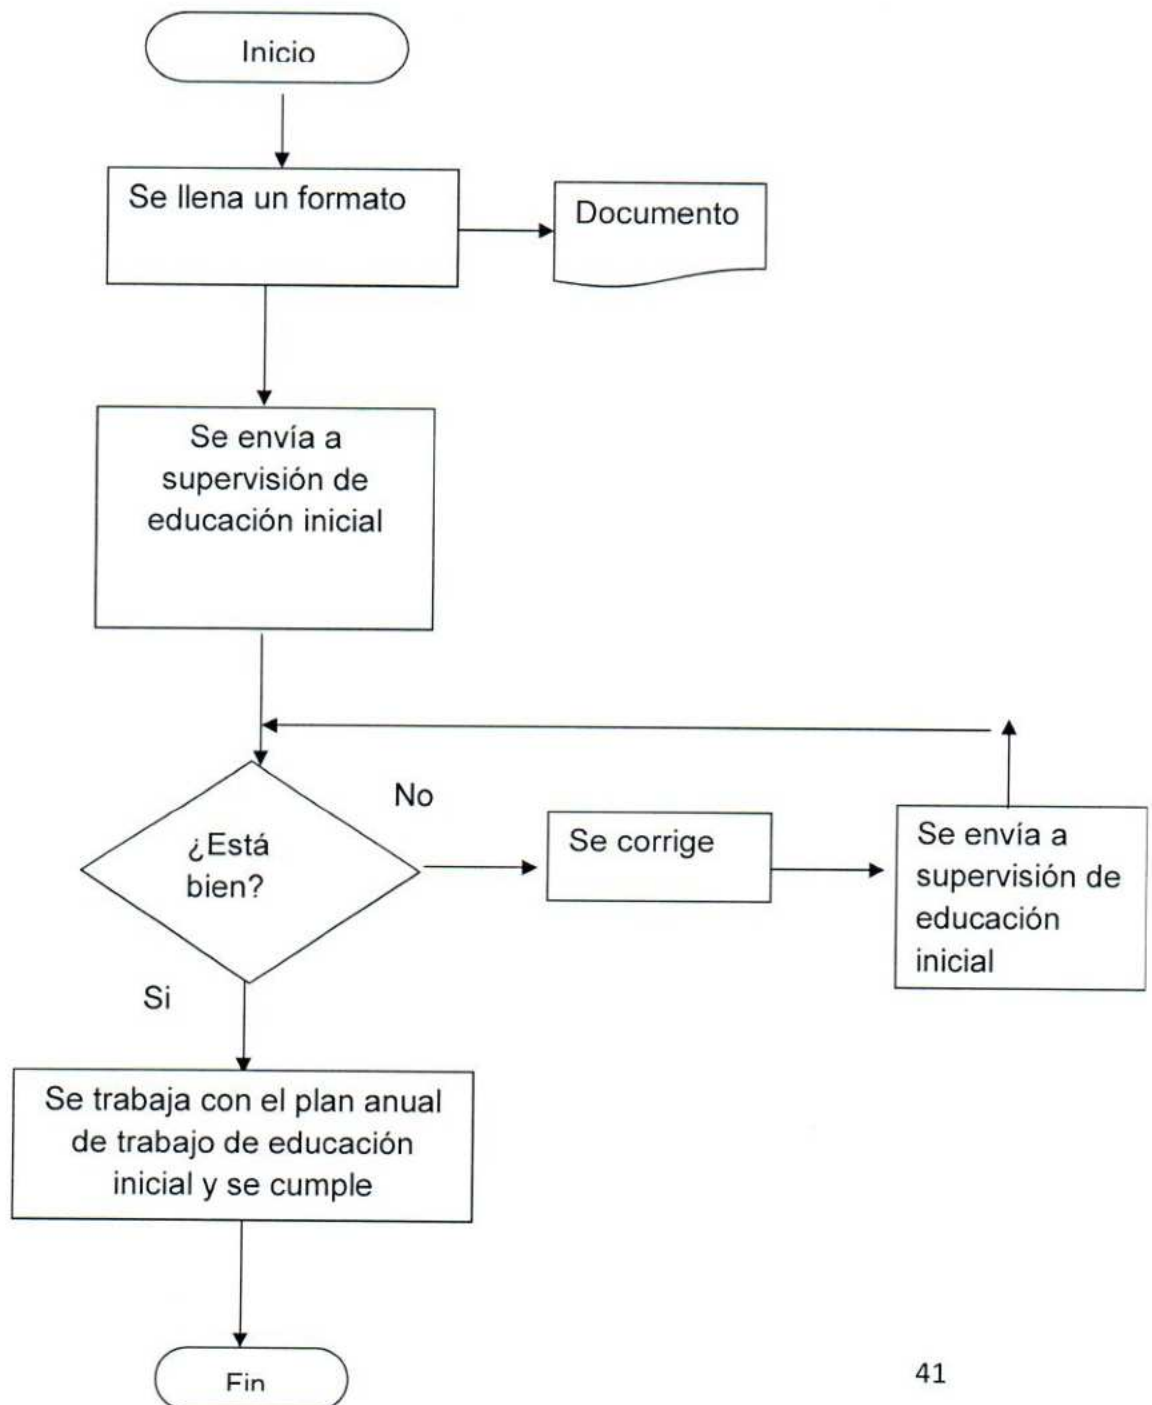 Inicio
Se llena un formato
Documento
Se envía a
supervisión de
educación inicial
No
¿Está
bien?
Se corrige
Se envía a
supervisión de
educación
inicial
Si
Se trabaja con el plan anual
de trabajo de educación
inicial y se cumple
Fin
41